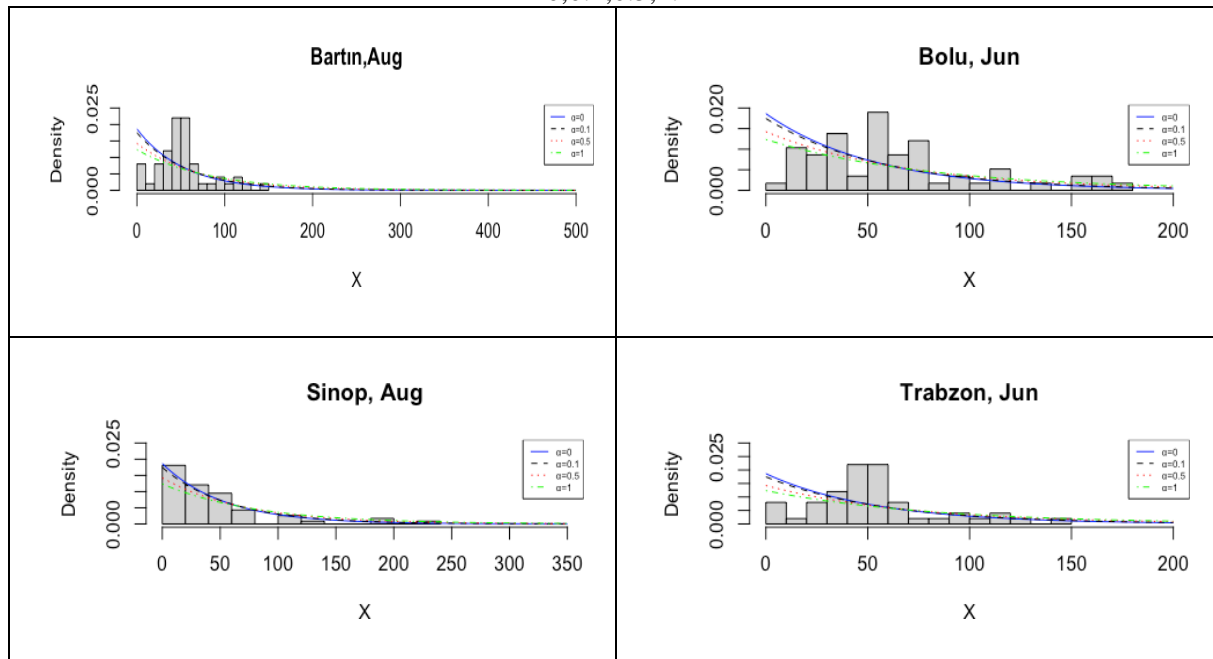 Bartın,Aug
Density
0.025
0.000
α=0
α=0.1
α=0.5
α=1
0 100 200 300 400 500
X
Bolu, Jun
Density
0.020
0.000
α=0
α=0.1
α=0.5
α=1
0 50 100 150 200
X
Sinop, Aug
Density
0.025
0.000
α=0
α=0.1
α=0.5
α=1
0 50 100 150 200 250 300 350
X
Trabzon, Jun
Density
0.025
0.000
α=0
α=0.1
α=0.5
α=1
0 50 100 150 200
X